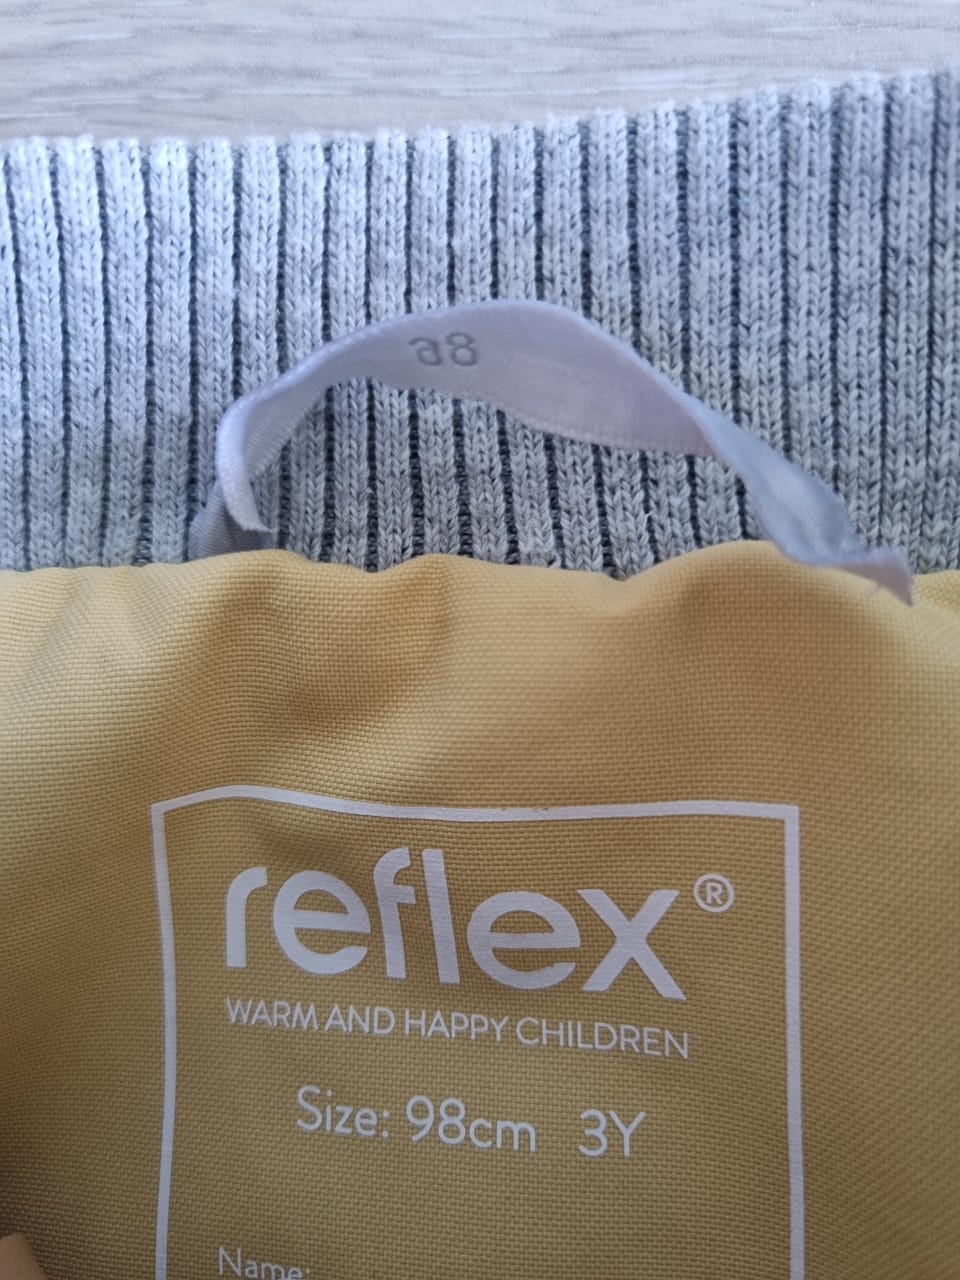 98
reflex®
WARM AND HAPPY CHILDREN
Size: 98cm 3Y
Name: